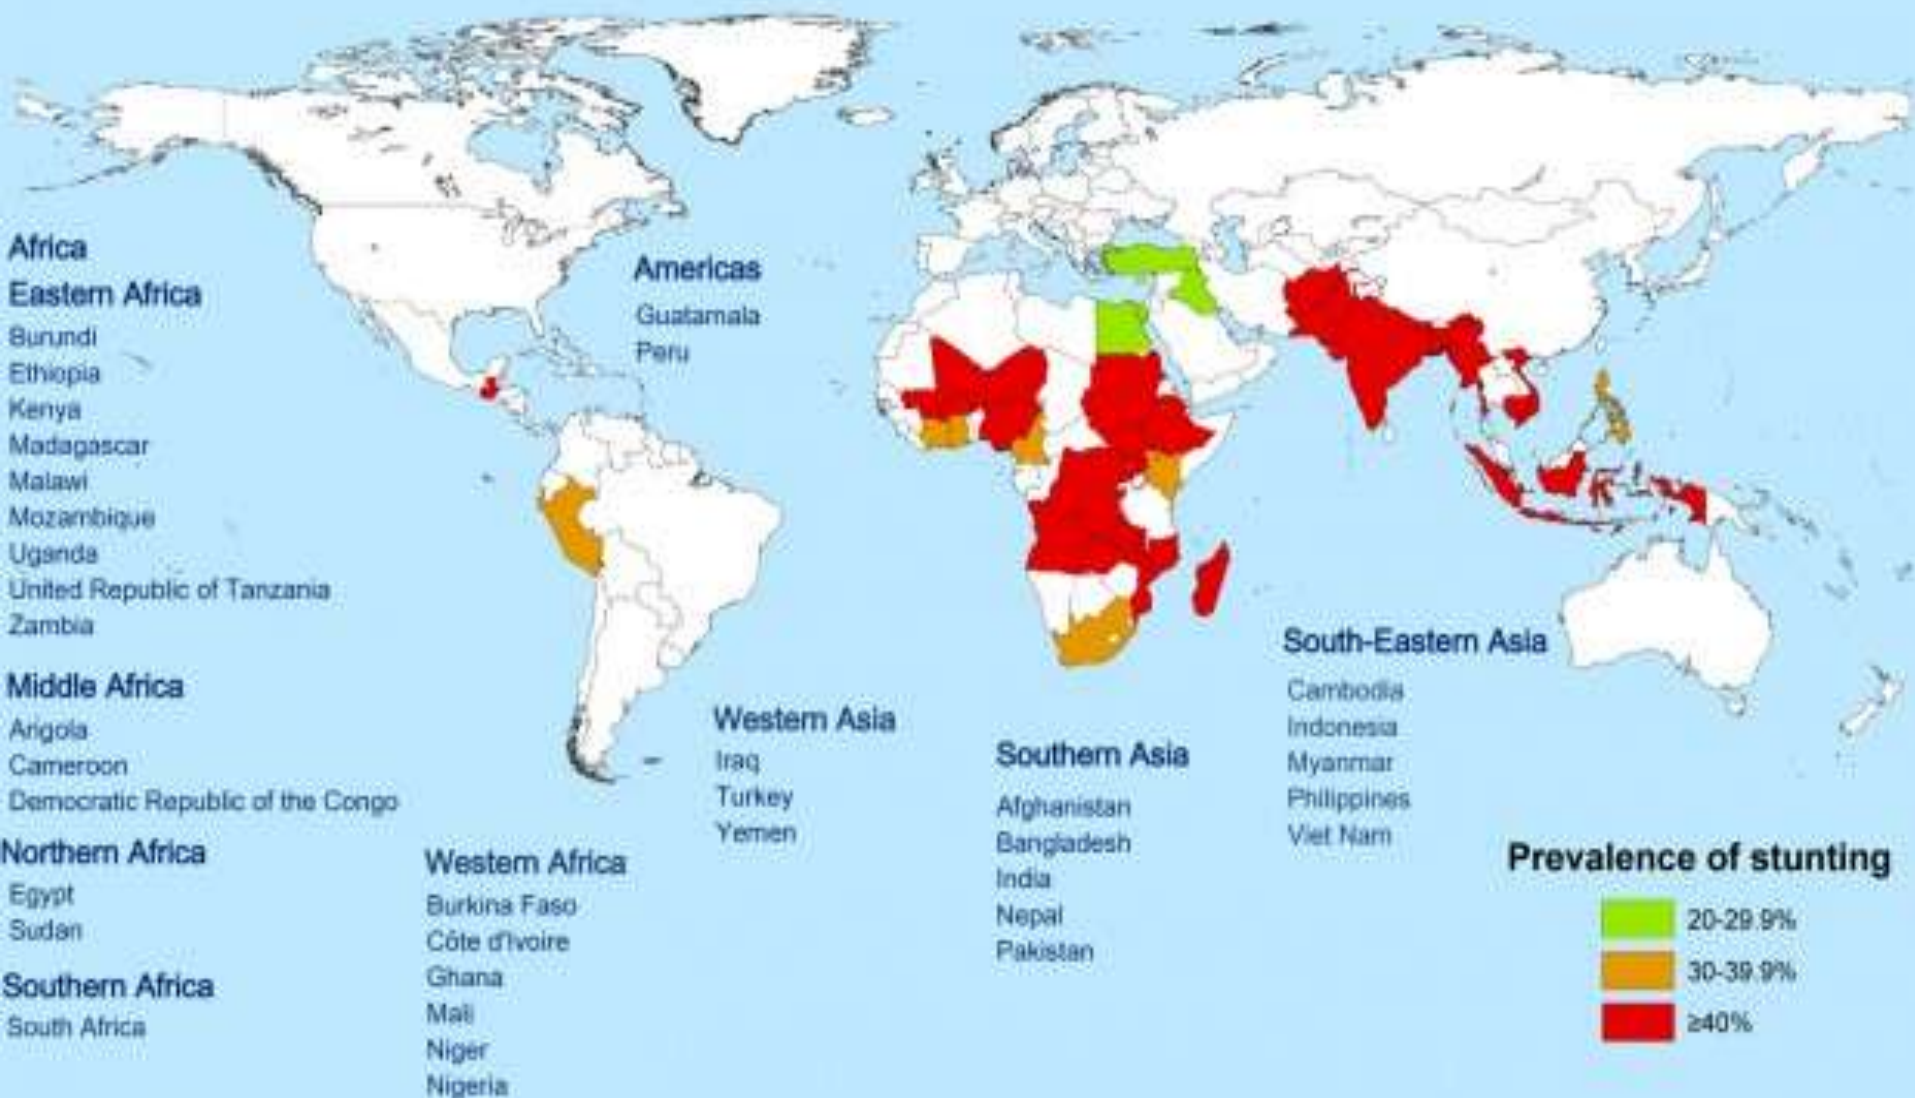 Africa
Eastern Africa
Burundi
Ethiopia
Kenya
Madagascar
Malawi
Mozambique
Uganda
United Republic of Tanzania
Zambia
Middle Africa
Angola
Cameroon
Democratic Republic of the Congo
Northern Africa
Egypt
Sudan
Southern Africa
South Africa
Western Africa
Burkina Faso
Côte d'Ivoire
Ghana
Mali
Niger
Nigeria
Americas
Guatamala
Peru
Western Asia
Iraq
Turkey
Yemen
Southern Asia
Afghanistan
Bangladesh
India
Nepal
Pakistan
South-Eastern Asia
Cambodia
Indonesia
Myanmar
Philippines
Viet Nam
Prevalence of stunting
20-29.9%
30-39.9%
≥40%